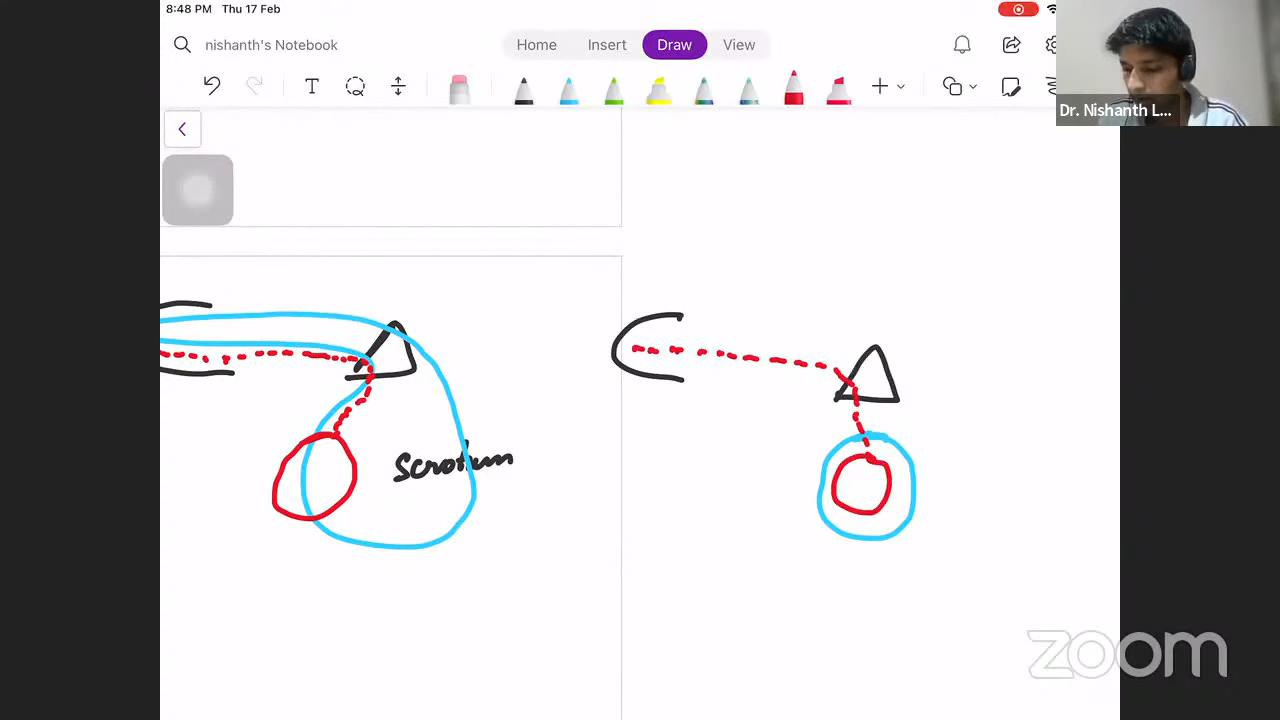 8:48 PM Thu 17 Feb
nishanth's Notebook
Home Insert Draw View
T
Dr. Nishanth L...
Scrotum
zoom